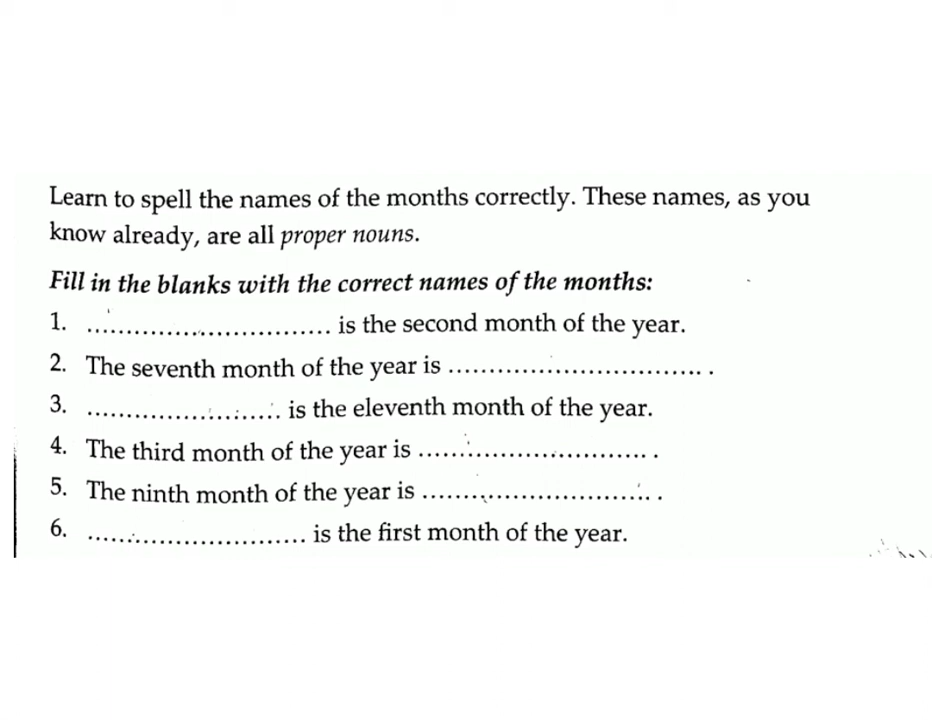 Learn to spell the names of the months correctly. These names, as you
know already, are all proper nouns.
Fill in the blanks with the correct names of the months:
1. .............................. is the second month of the year.
2. The seventh month of the year is ............................... .
3. ........................ is the eleventh month of the year.
4. The third month of the year is ............................ .
5. The ninth month of the year is ............................ .
6. ........................... is the first month of the year.